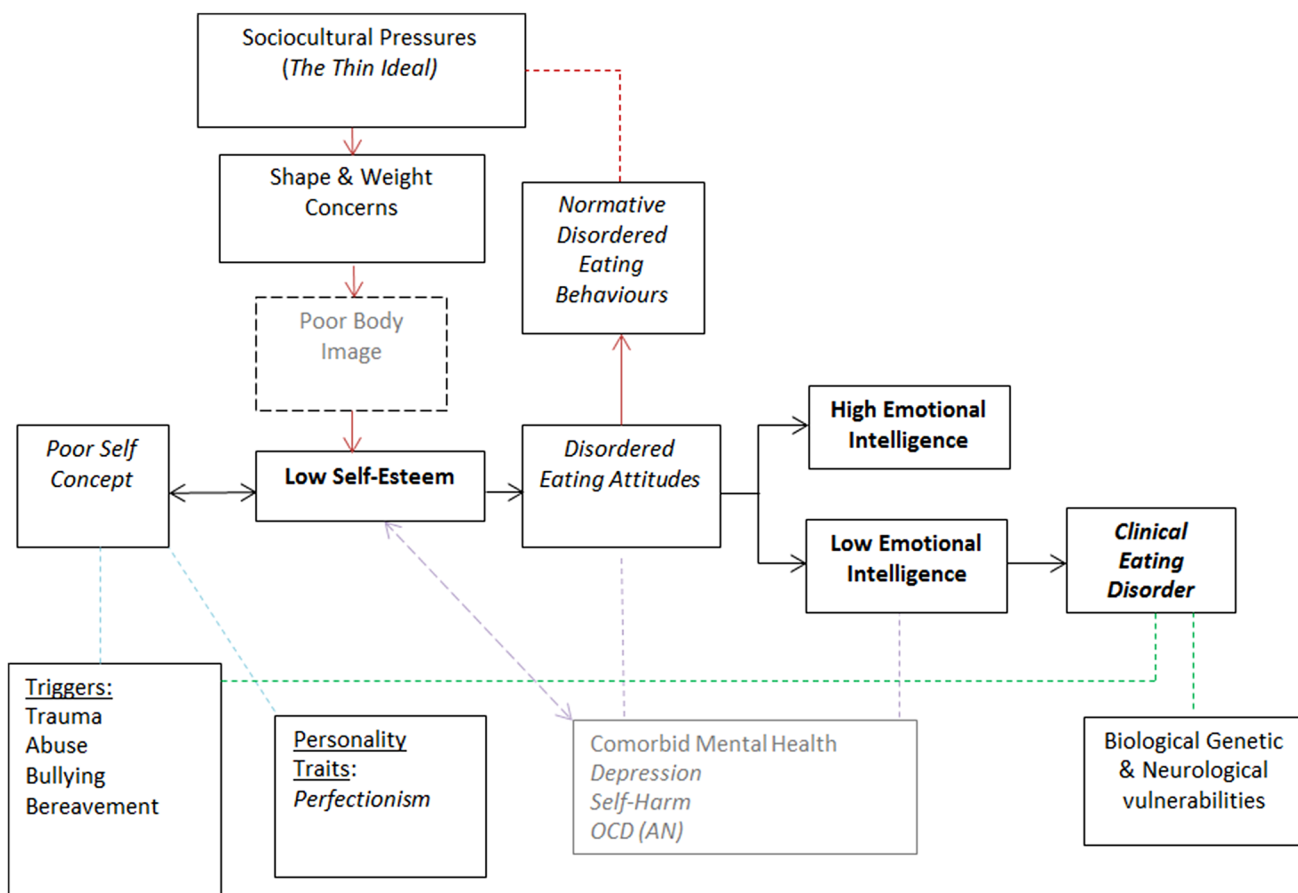 Sociocultural Pressures
(The Thin Ideal)
Shape & Weight
Concerns
Normative
Disordered
Eating
Behaviours
Poor Body
Image
High Emotional
Intelligence
Poor Self
Concept
Low Self-Esteem
Disordered
Eating Attitudes
Low Emotional
Intelligence
Clinical
Eating
Disorder
Triggers:
Trauma
Abuse
Bullying
Bereavement
Personality
Traits:
Perfectionism
Comorbid Mental Health
Depression
Self-Harm
OCD (AN)
Biological Genetic
& Neurological
vulnerabilities